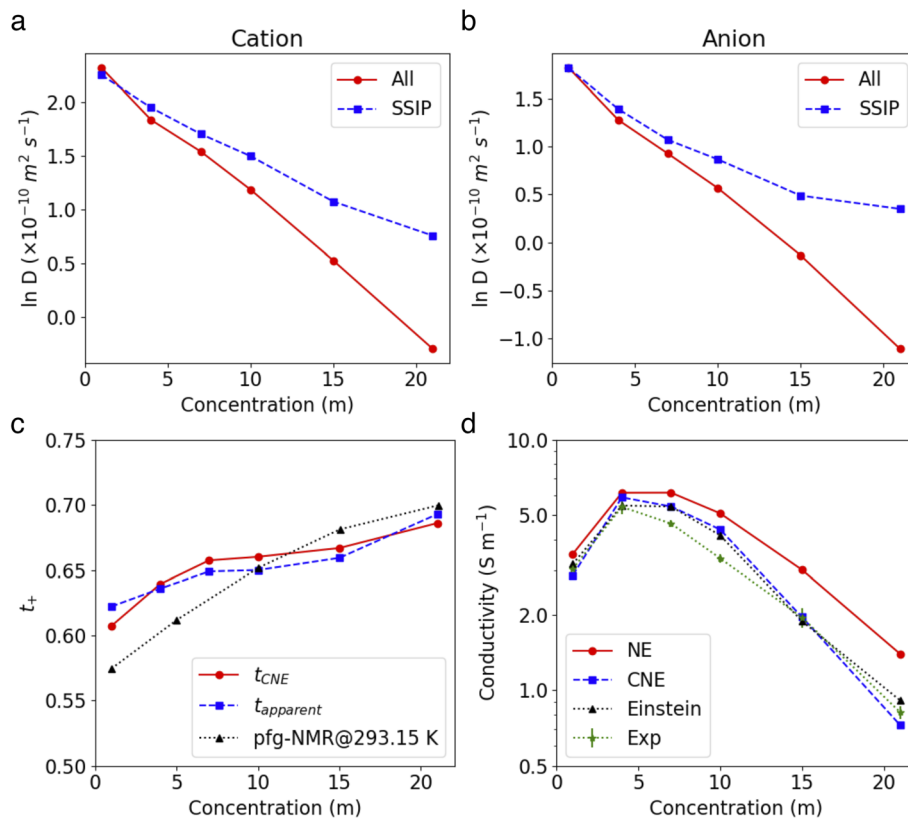 a
Cation
All
SSIP
2.0
1.5
1.0
0.5
0.0
ln D (×10⁻¹⁰ m² s⁻¹)
0 5 10 15 20
Concentration (m)
b
Anion
All
SSIP
1.5
1.0
0.5
0.0
−0.5
−1.0
ln D (×10⁻¹⁰ m² s⁻¹)
0 5 10 15 20
Concentration (m)
c
0.75
0.70
0.65
0.60
0.55
0.50
t₊
t_CNE
t_apparent
pfg-NMR@293.15 K
0 5 10 15 20
Concentration (m)
d
10.0
5.0
2.0
1.0
0.5
Conductivity (S m⁻¹)
NE
CNE
Einstein
Exp
0 5 10 15 20
Concentration (m)